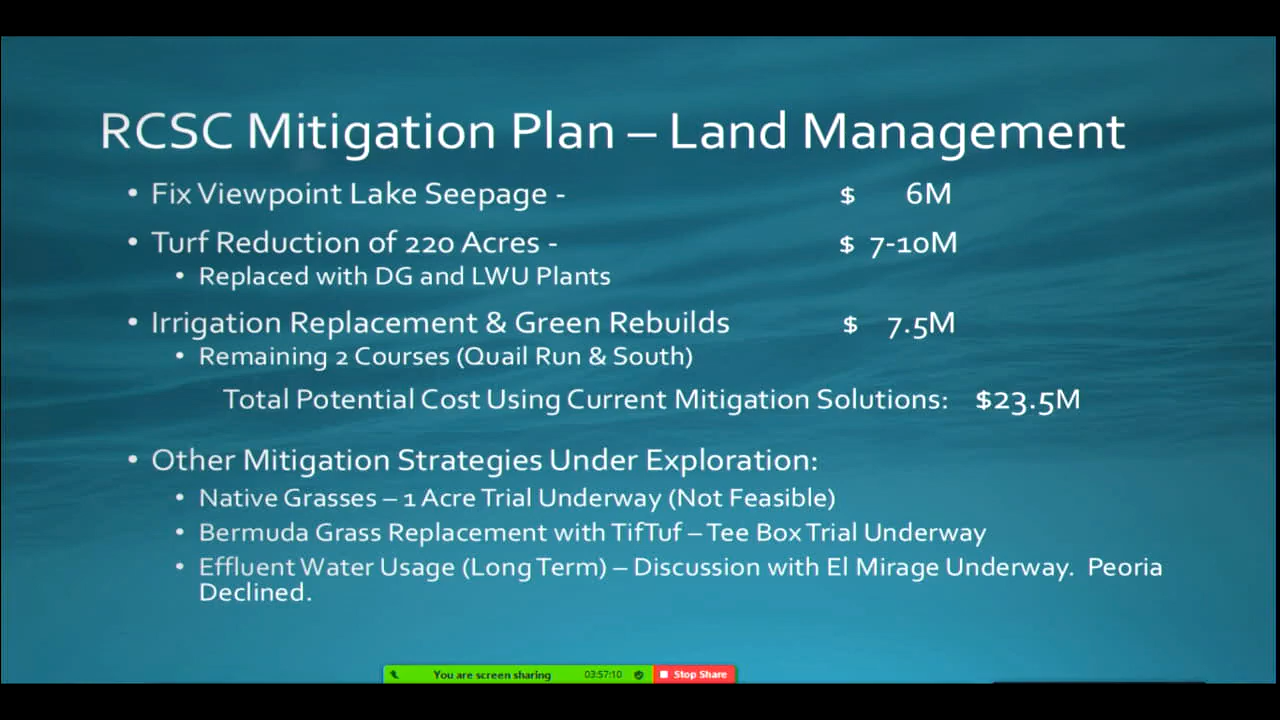 RCSC Mitigation Plan – Land Management
• Fix Viewpoint Lake Seepage - $ 6M
• Turf Reduction of 220 Acres - $ 7-10M
• Replaced with DG and LWU Plants
• Irrigation Replacement & Green Rebuilds $ 7.5M
• Remaining 2 Courses (Quail Run & South)
Total Potential Cost Using Current Mitigation Solutions: $23.5M
• Other Mitigation Strategies Under Exploration:
• Native Grasses – 1 Acre Trial Underway (Not Feasible)
• Bermuda Grass Replacement with TifTuf – Tee Box Trial Underway
• Effluent Water Usage (Long Term) – Discussion with El Mirage Underway. Peoria
Declined.
You are screen sharing 03:57:10 Stop Share